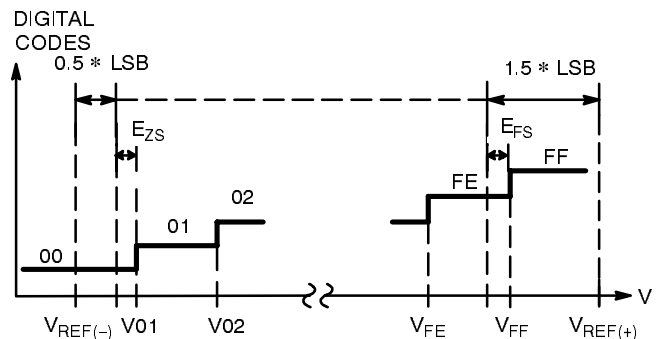 DIGITAL
CODES
0.5 * LSB
1.5 * LSB
EZS
EFS
FF
FE
02
01
00
V
VREF(–)
V01
V02
VFE
VFF
VREF(+)